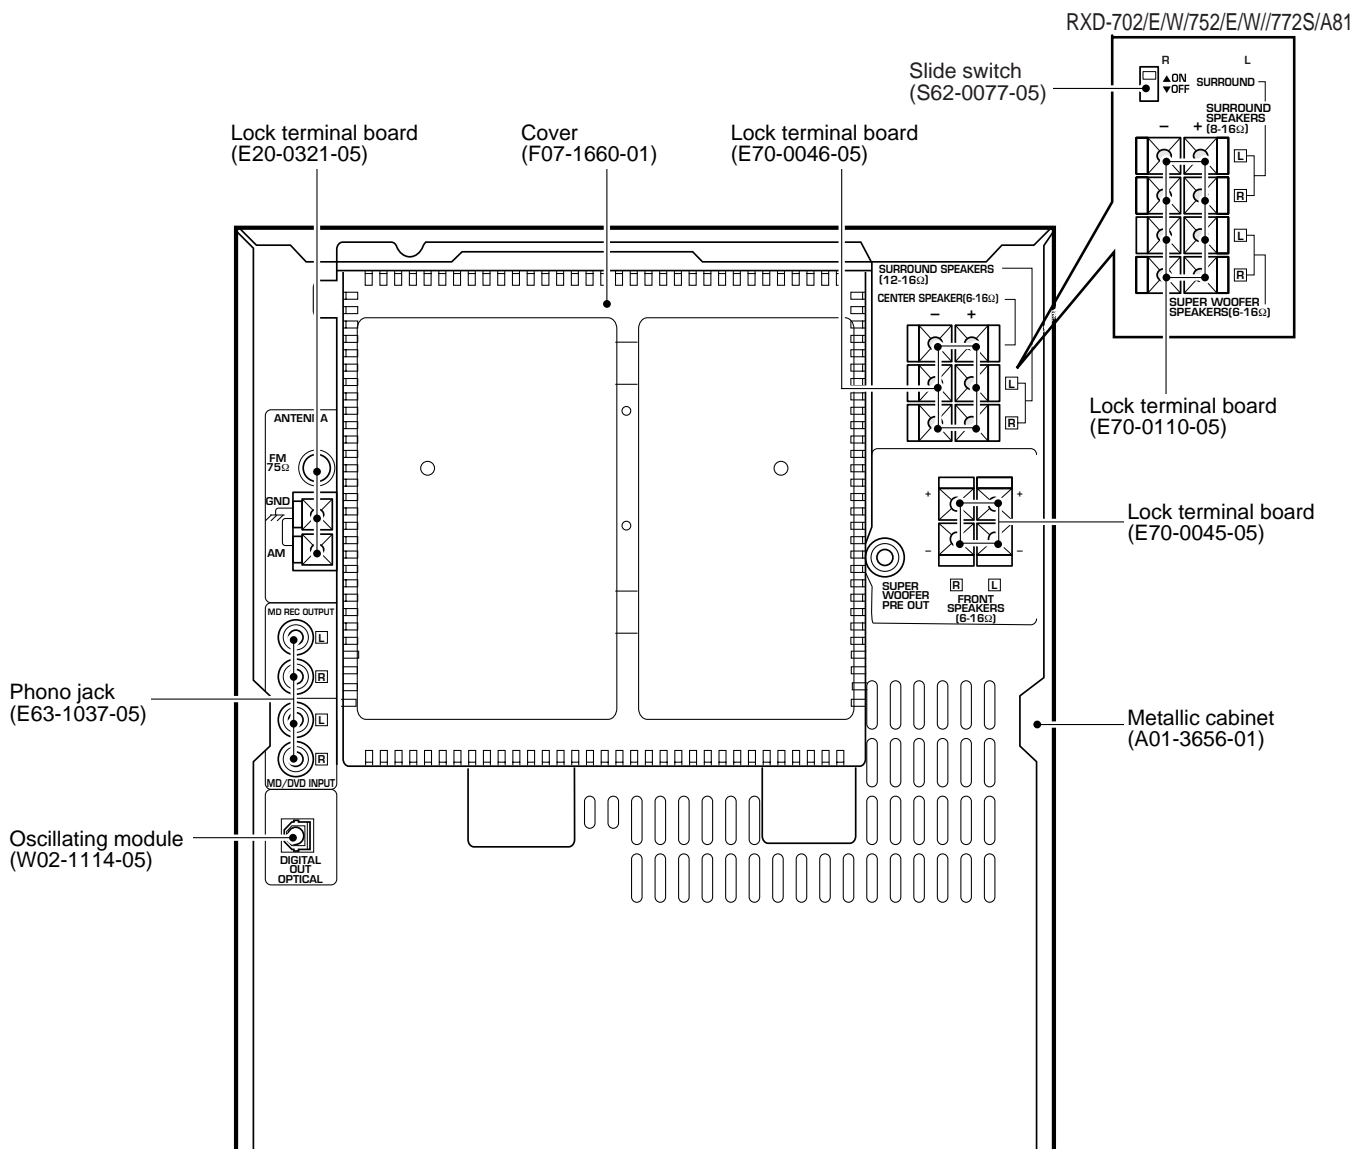 RXD-702/E/W/752/E/W//772S/A81
Slide switch
(S62-0077-05)
R L
▲ON
▼OFF
SURROUND
SURROUND
SPEAKERS
(8-16Ω)
− +
L
R
L
R
SUPER WOOFER
SPEAKERS(6-16Ω)
Lock terminal board
(E20-0321-05)
Cover
(F07-1660-01)
Lock terminal board
(E70-0046-05)
SURROUND SPEAKERS
(12-16Ω)
CENTER SPEAKER(6-16Ω)
− +
L
R
Lock terminal board
(E70-0110-05)
ANTENNA
FM
75Ω
GND
AM
+ +
− −
Lock terminal board
(E70-0045-05)
SUPER
WOOFER
PRE OUT
R L
FRONT
SPEAKERS
(6-16Ω)
MD REC OUTPUT
L
R
L
R
MD/DVD INPUT
Phono jack
(E63-1037-05)
Metallic cabinet
(A01-3656-01)
Oscillating module
(W02-1114-05)
DIGITAL
OUT
OPTICAL